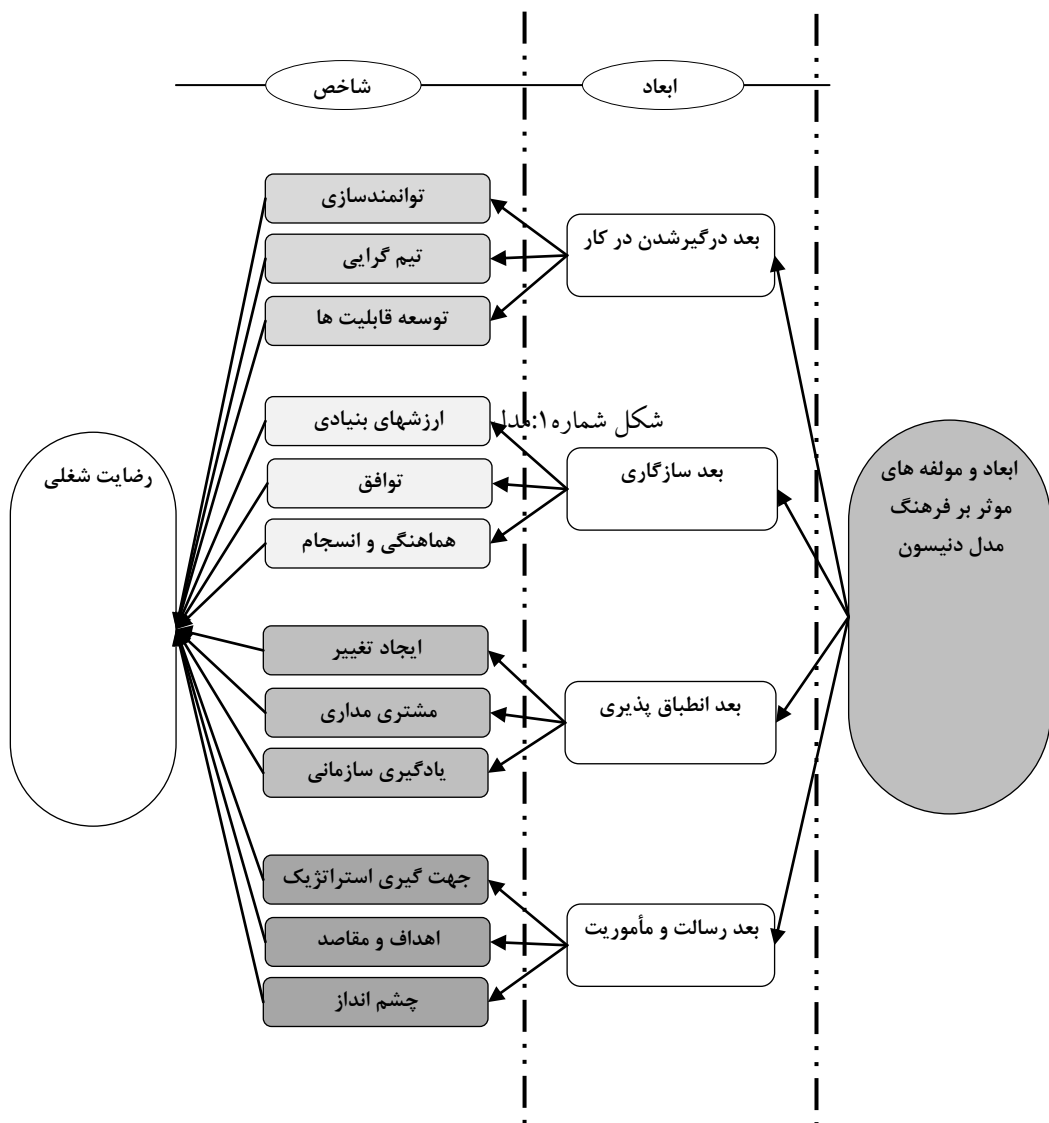 ابعاد
شاخص
ابعاد و مولفه های
موثر بر فرهنگ
مدل دنیسون
بعد درگیرشدن در کار
توانمندسازی
تیم گرایی
توسعه قابلیت ها
شکل شماره۱:مدل
بعد سازگاری
ارزشهای بنیادی
توافق
هماهنگی و انسجام
بعد انطباق پذیری
ایجاد تغییر
مشتری مداری
یادگیری سازمانی
بعد رسالت و مأموریت
جهت گیری استراتژیک
اهداف و مقاصد
چشم انداز
رضایت شغلی